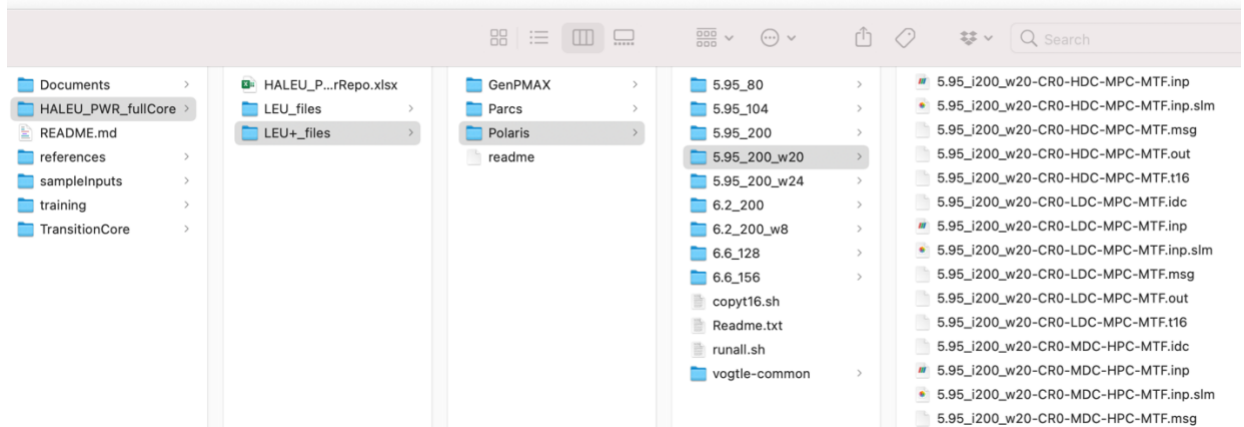 Search
Documents
HALEU_PWR_fullCore
README.md
references
sampleInputs
training
TransitionCore
HALEU_P...rRepo.xlsx
LEU_files
LEU+_files
GenPMAX
Parcs
Polaris
readme
5.95_80
5.95_104
5.95_200
5.95_200_w20
5.95_200_w24
6.2_200
6.2_200_w8
6.6_128
6.6_156
copyt16.sh
Readme.txt
runall.sh
vogtle-common
5.95_i200_w20-CR0-HDC-MPC-MTF.inp
5.95_i200_w20-CR0-HDC-MPC-MTF.inp.slm
5.95_i200_w20-CR0-HDC-MPC-MTF.msg
5.95_i200_w20-CR0-HDC-MPC-MTF.out
5.95_i200_w20-CR0-HDC-MPC-MTF.t16
5.95_i200_w20-CR0-LDC-MPC-MTF.idc
5.95_i200_w20-CR0-LDC-MPC-MTF.inp
5.95_i200_w20-CR0-LDC-MPC-MTF.inp.slm
5.95_i200_w20-CR0-LDC-MPC-MTF.msg
5.95_i200_w20-CR0-LDC-MPC-MTF.out
5.95_i200_w20-CR0-LDC-MPC-MTF.t16
5.95_i200_w20-CR0-MDC-HPC-MTF.idc
5.95_i200_w20-CR0-MDC-HPC-MTF.inp
5.95_i200_w20-CR0-MDC-HPC-MTF.inp.slm
5.95_i200_w20-CR0-MDC-HPC-MTF.msg